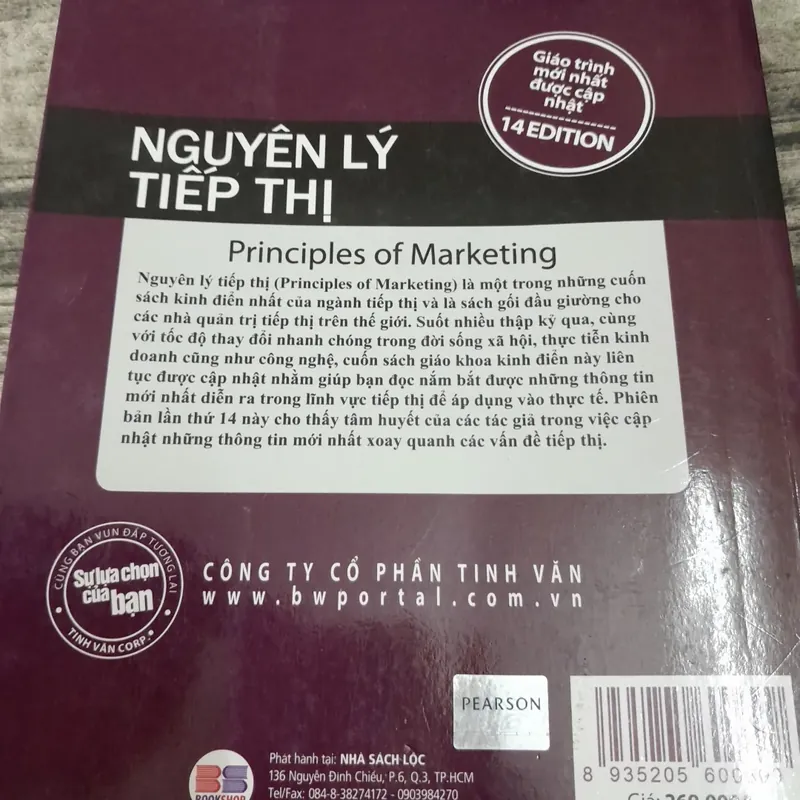 Giáo trình
mới nhất
được cập
nhật
14 EDITION
NGUYÊN LÝ
TIẾP THỊ
Principles of Marketing
Nguyên lý tiếp thị (Principles of Marketing) là một trong những cuốn
sách kinh điển nhất của ngành tiếp thị và là sách gối đầu giường cho
các nhà quản trị tiếp thị trên thế giới. Suốt nhiều thập kỷ qua, cùng
với tốc độ thay đổi nhanh chóng trong đời sống xã hội, thực tiễn kinh
doanh cũng như công nghệ, cuốn sách giáo khoa kinh điển này liên
tục được cập nhật nhằm giúp bạn đọc nắm bắt được những thông tin
mới nhất diễn ra trong lĩnh vực tiếp thị để áp dụng vào thực tế. Phiên
bản lần thứ 14 này cho thấy tâm huyết của các tác giả trong việc cập
nhật những thông tin mới nhất xoay quanh các vấn đề tiếp thị.
CÙNG BẠN VUN ĐẮP TƯƠNG LAI
Sự lựa chọn
của bạn
TINH VĂN CORP.
CÔNG TY CỔ PHẦN TINH VĂN
www.bwportal.com.vn
PEARSON
BS
BOOKSHOP
Phát hành tại: NHÀ SÁCH LỘC
136 Nguyễn Đình Chiểu, P.6, Q.3, TP.HCM
Tel/Fax: 084-8-38274172 - 0903984270
8 935205 600
Giá: